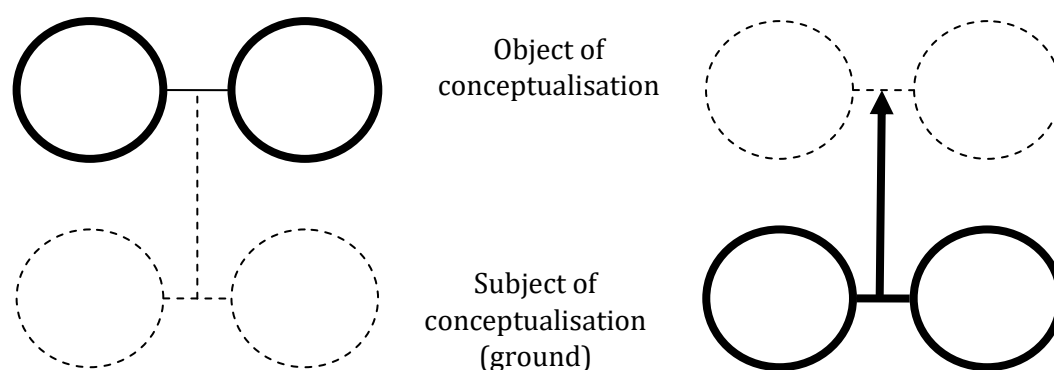 Object of
conceptualisation
Subject of
conceptualisation
(ground)